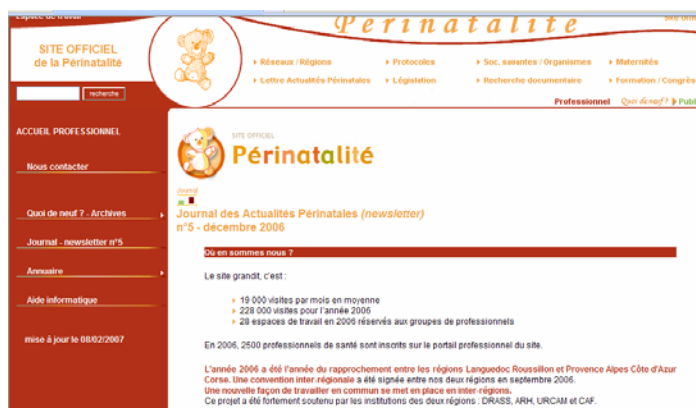 Espace de travail
Périnatalité
Site offi
SITE OFFICIEL
de la Périnatalité
Réseaux / Régions
Protocoles
Soc. savantes / Organismes
Maternités
Lettre Actualités Périnatales
Législation
Recherche documentaire
Formation / Congrès
recherche
Professionnel
Quoi de neuf ?
Publi
ACCUEIL PROFESSIONNEL
SITE OFFICIEL
Périnatalité
Nous contacter
Journal
Quoi de neuf ? - Archives
Journal des Actualités Périnatales (newsletter)
n°5 - décembre 2006
Journal - newsletter n°5
Où en sommes nous ?
Annuaire
Le site grandit, c'est :
Aide informatique
19 000 visites par mois en moyenne
228 000 visites pour l'année 2006
28 espaces de travail en 2006 réservés aux groupes de professionnels
mise à jour le 08/02/2007
En 2006, 2500 professionnels de santé sont inscrits sur le portail professionnel du site.
L'année 2006 a été l'année du rapprochement entre les régions Languedoc Roussillon et Provence Alpes Côte d'Azur
Corse. Une convention inter-régionale a été signée entre nos deux régions en septembre 2006.
Une nouvelle façon de travailler en commun se met en place en inter-régions.
Ce projet a été fortement soutenu par les institutions des deux régions : DRASS, ARH, URCAM et CAF.